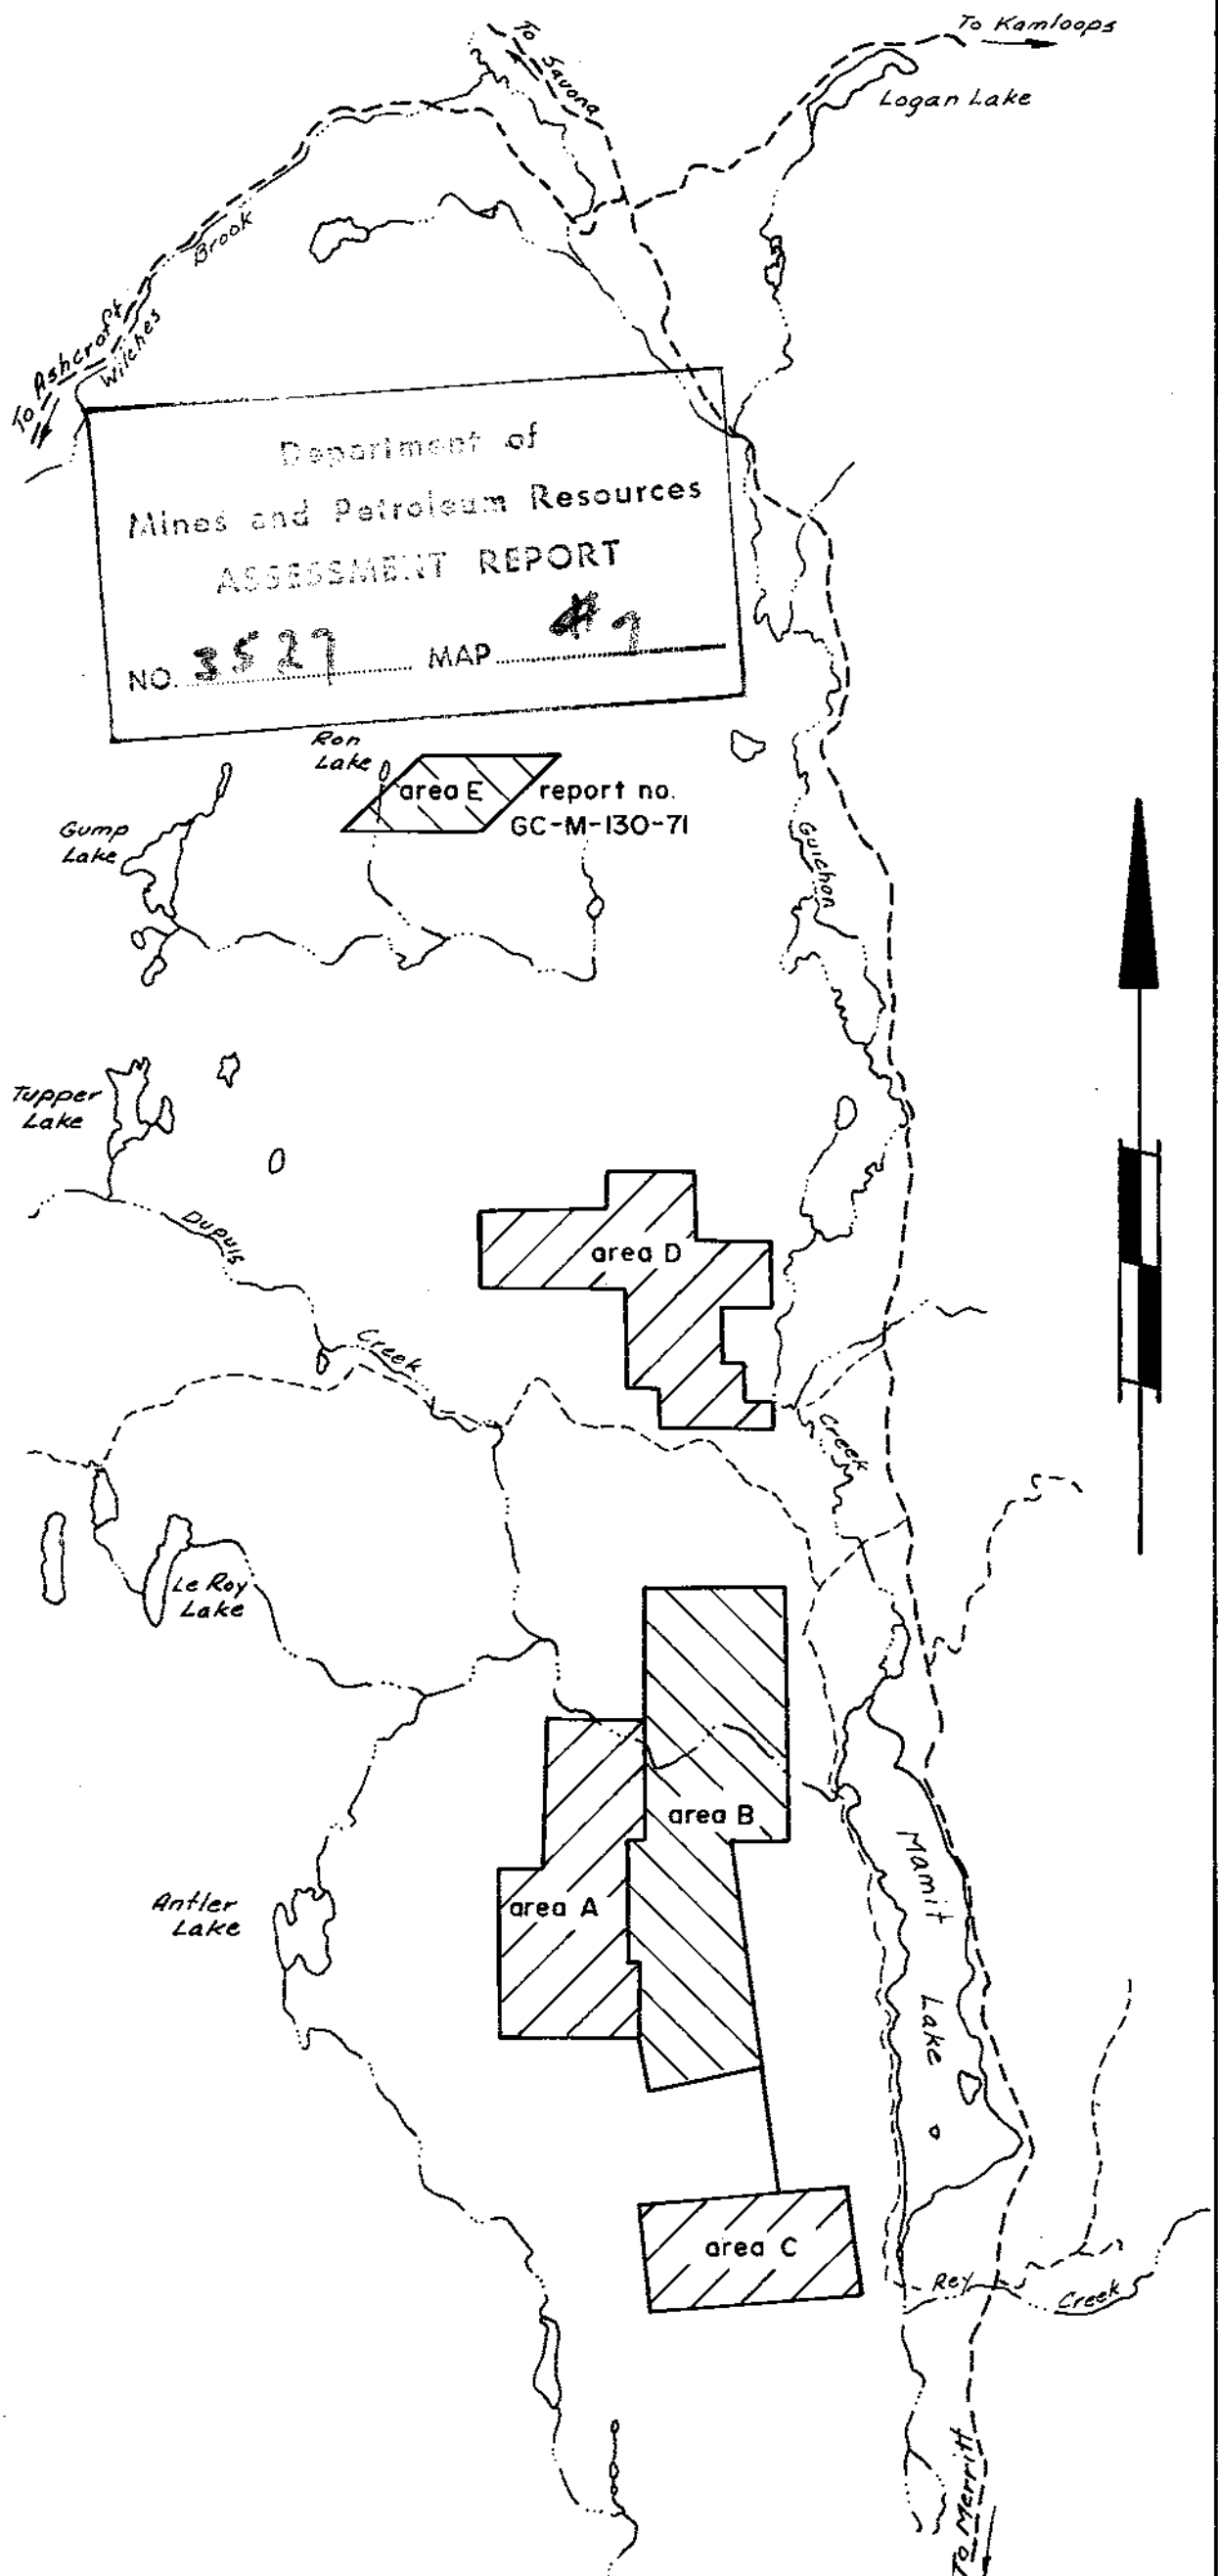 To Kamloops
To Savona
Logan Lake
Brook
Witches
To Ashcroft
Department of
Mines and Petroleum Resources
ASSESSMENT REPORT
NO. 3527 MAP #1
Ron
Lake
area E
report no.
GC-M-130-71
Gump
Lake
Guichon
Tupper
Lake
Dupuis
area D
Creek
Creek
Le Roy
Lake
area B
Mamit
Lake
Antler
Lake
area A
area C
Rey
Creek
To Merritt